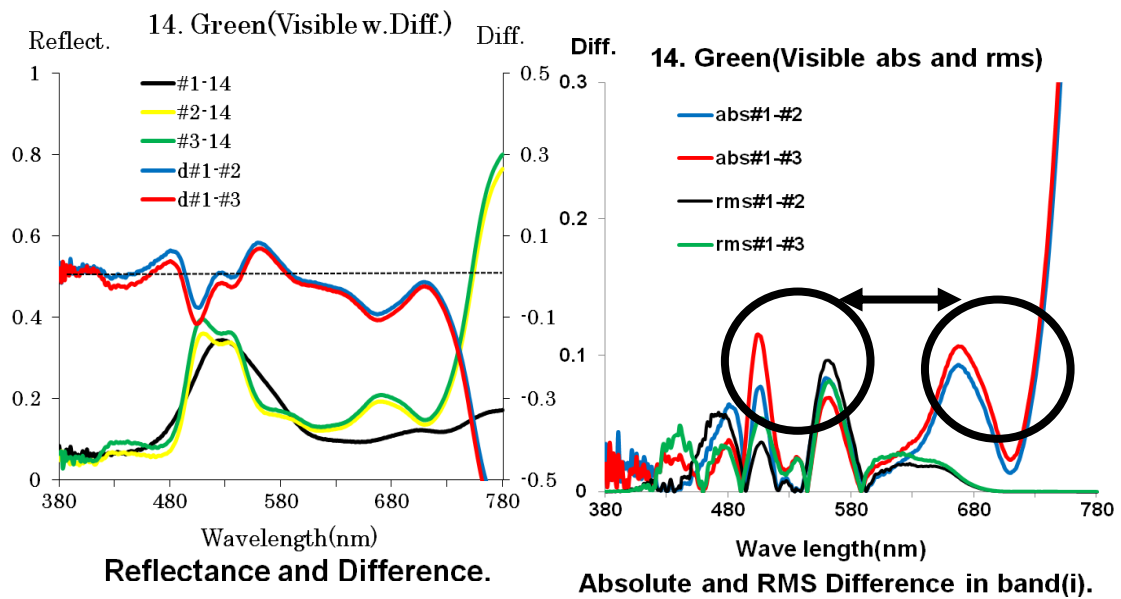 14. Green(Visible w.Diff.)
Reflect.
Diff.
1
0.8
0.6
0.4
0.2
0
0.5
0.3
0.1
-0.1
-0.3
-0.5
#1-14
#2-14
#3-14
d#1-#2
d#1-#3
380 480 580 680 780
Wavelength(nm)
Reflectance and Difference.
Diff.
14. Green(Visible abs and rms)
0.3
0.2
0.1
0
abs#1-#2
abs#1-#3
rms#1-#2
rms#1-#3
380 480 580 680 780
Wave length(nm)
Absolute and RMS Difference in band(i).